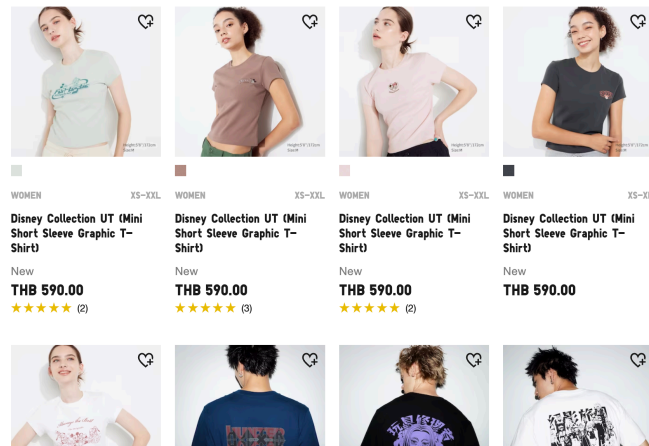 WOMEN XS-XXL
Disney Collection UT (Mini
Short Sleeve Graphic T-
Shirt)
New
THB 590.00
(2)
WOMEN XS-XXL
Disney Collection UT (Mini
Short Sleeve Graphic T-
Shirt)
New
THB 590.00
(3)
WOMEN XS-XXL
Disney Collection UT (Mini
Short Sleeve Graphic T-
Shirt)
New
THB 590.00
(2)
WOMEN
Disney Collection UT (Mini
Short Sleeve Graphic T-
Shirt)
New
THB 590.00